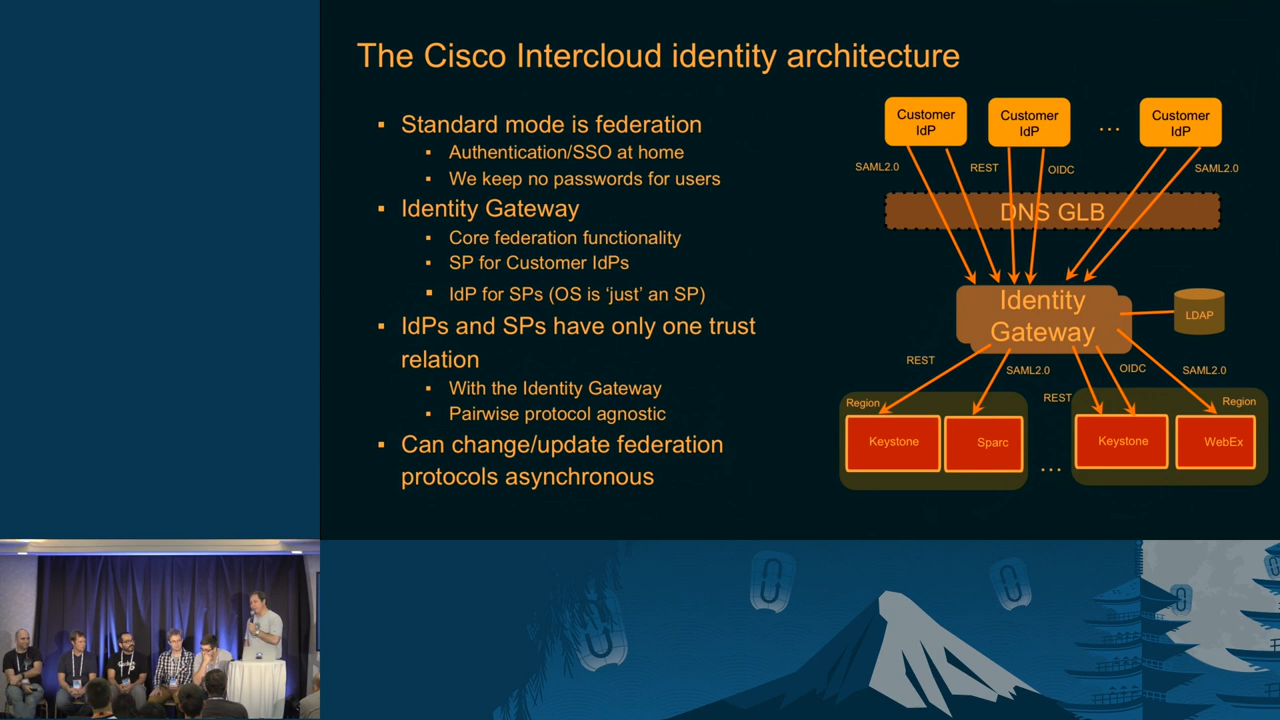 The Cisco Intercloud identity architecture
Standard mode is federation
Authentication/SSO at home
We keep no passwords for users
Identity Gateway
Core federation functionality
SP for Customer IdPs
IdP for SPs (OS is ‘just’ an SP)
IdPs and SPs have only one trust
relation
With the Identity Gateway
Pairwise protocol agnostic
Can change/update federation
protocols asynchronous
Customer
IdP
Customer
IdP
...
Customer
IdP
SAML2.0
REST
OIDC
SAML2.0
DNS GLB
Identity
Gateway
LDAP
REST
SAML2.0
OIDC
SAML2.0
Region
REST
Region
Keystone
Sparc
...
Keystone
WebEx